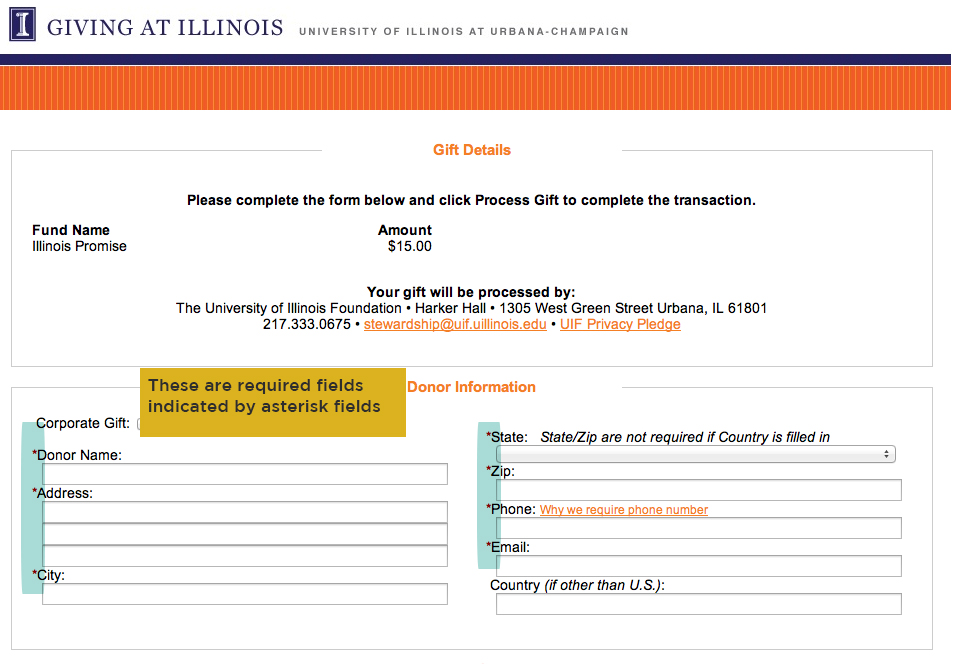 I GIVING AT ILLINOIS UNIVERSITY OF ILLINOIS AT URBANA-CHAMPAIGN
Gift Details
Please complete the form below and click Process Gift to complete the transaction.
Fund Name Amount
Illinois Promise $15.00
Your gift will be processed by:
The University of Illinois Foundation • Harker Hall • 1305 West Green Street Urbana, IL 61801
217.333.0675 • stewardship@uif.uillinois.edu • UIF Privacy Pledge
These are required fields
indicated by asterisk fields
Donor Information
Corporate Gift:
*Donor Name:
*Address:
*City:
*State: State/Zip are not required if Country is filled in
*Zip:
*Phone: Why we require phone number
*Email:
Country (if other than U.S.):